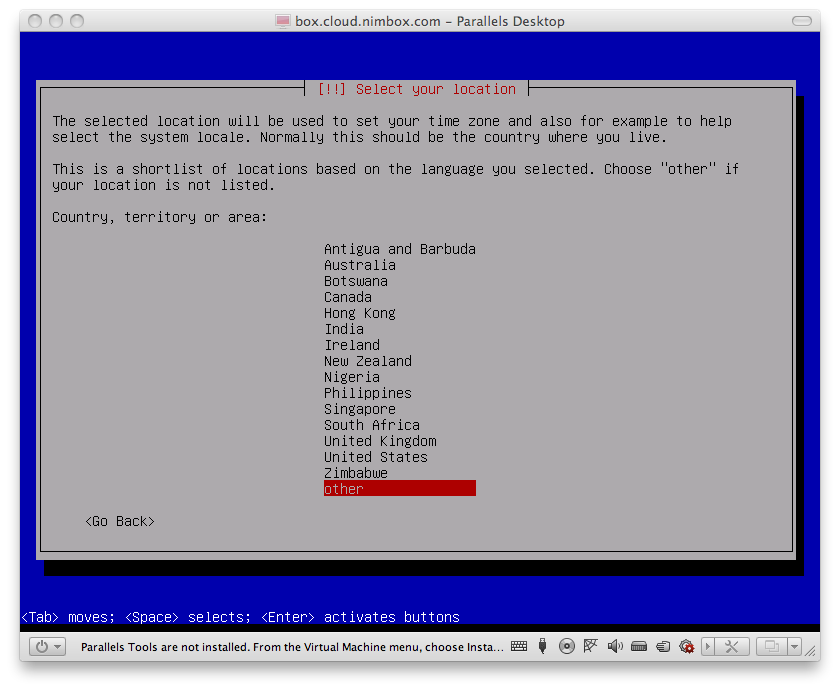 box.cloud.nimbox.com – Parallels Desktop
[!!] Select your location
The selected location will be used to set your time zone and also for example to help
select the system locale. Normally this should be the country where you live.
This is a shortlist of locations based on the language you selected. Choose "other" if
your location is not listed.
Country, territory or area:
Antigua and Barbuda
Australia
Botswana
Canada
Hong Kong
India
Ireland
New Zealand
Nigeria
Philippines
Singapore
South Africa
United Kingdom
United States
Zimbabwe
other
<Go Back>
<Tab> moves; <Space> selects; <Enter> activates buttons
Parallels Tools are not installed. From the Virtual Machine menu, choose Insta...